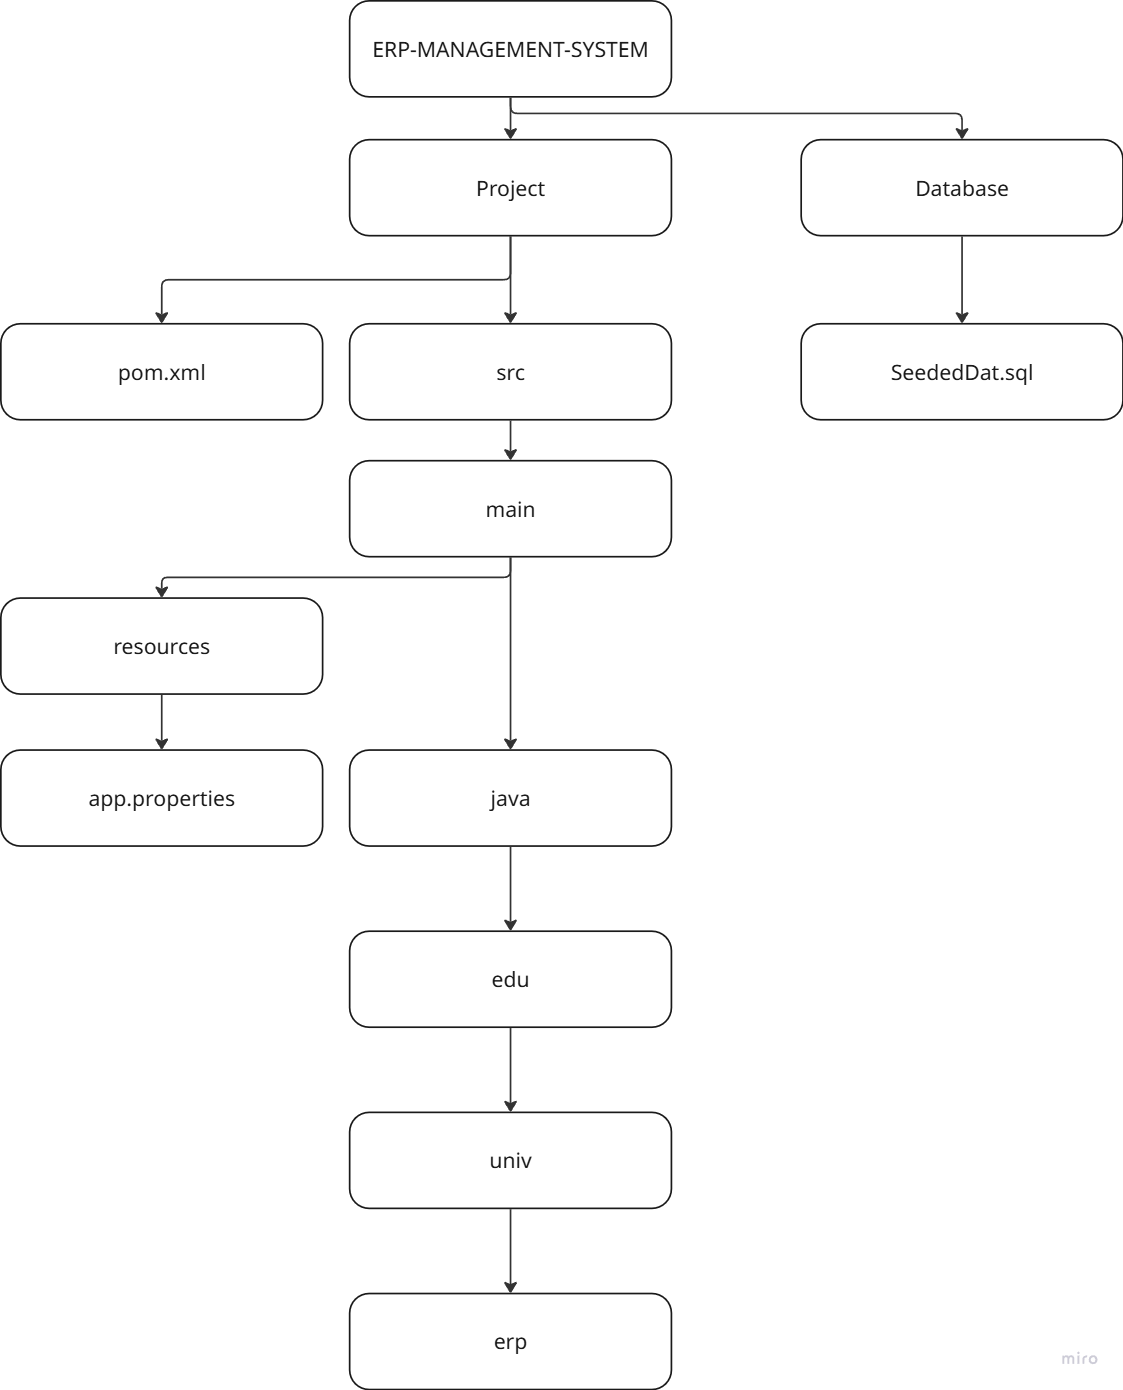 ERP-MANAGEMENT-SYSTEM
Project
Database
pom.xml
src
SeededDat.sql
main
resources
app.properties
java
edu
univ
erp
miro